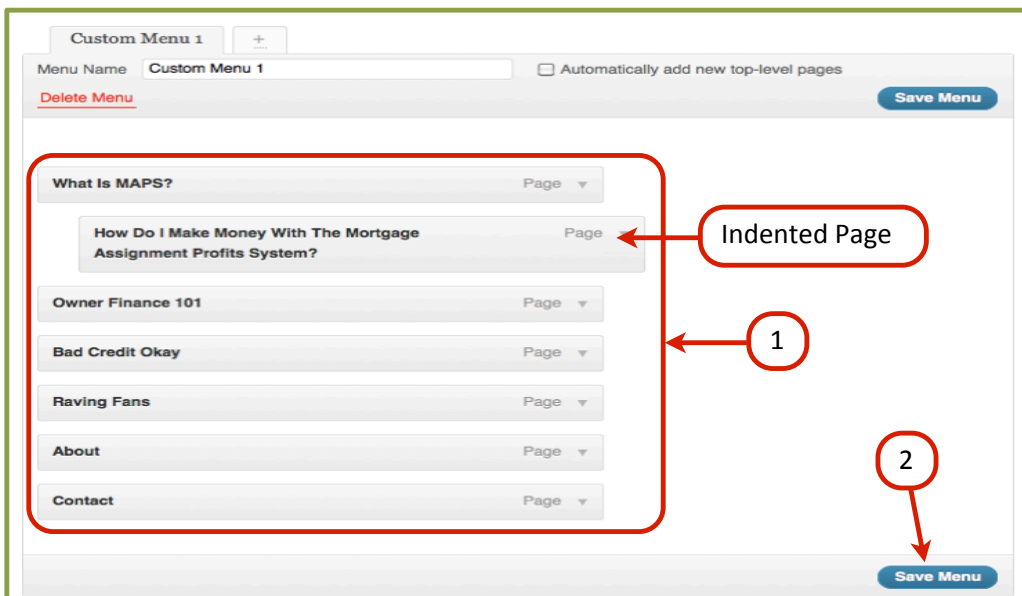 Custom Menu 1 +
Menu Name Custom Menu 1 Automatically add new top-level pages
Delete Menu Save Menu
What Is MAPS? Page
How Do I Make Money With The Mortgage Page
Assignment Profits System?
Indented Page
Owner Finance 101 Page
1
Bad Credit Okay Page
Raving Fans Page
About Page
2
Contact Page
Save Menu